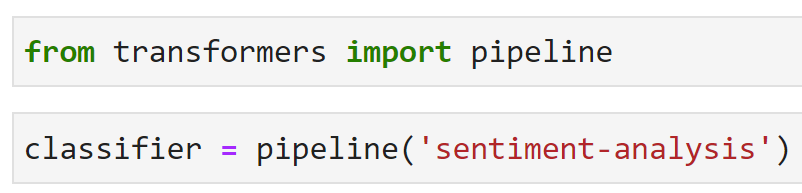 from transformers import pipeline
classifier = pipeline('sentiment-analysis')